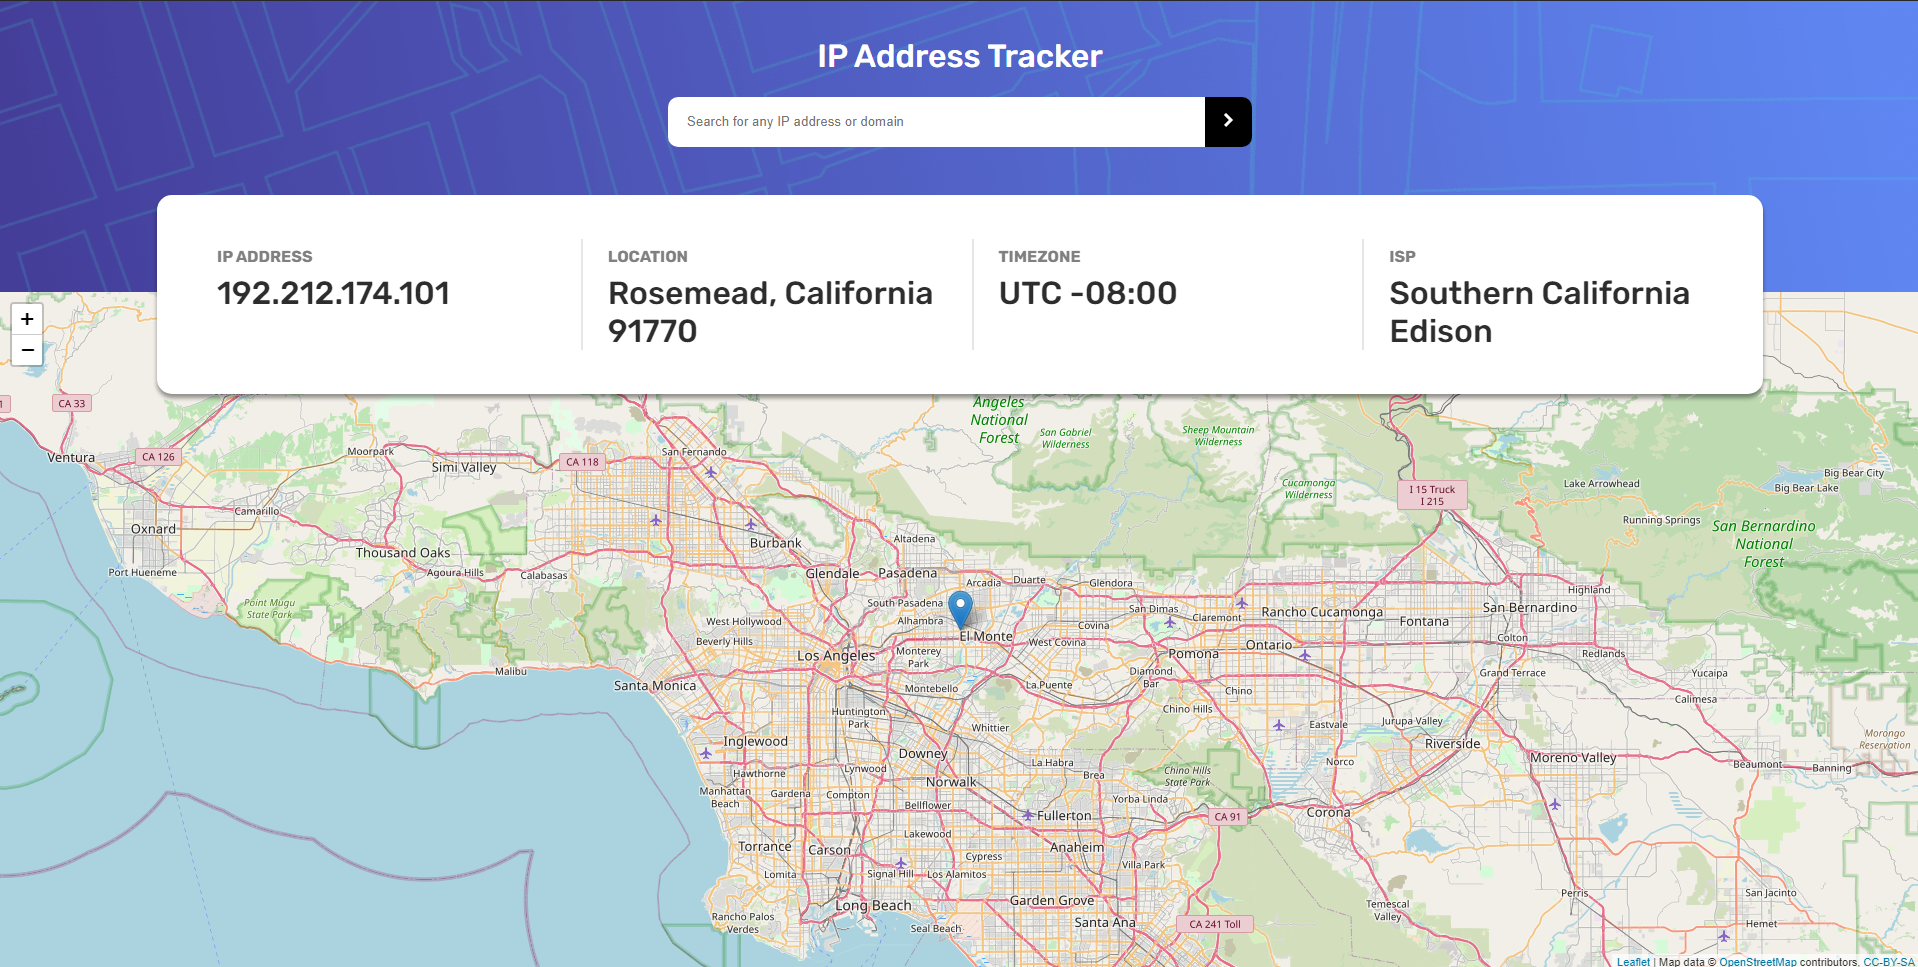 IP Address Tracker
Search for any IP address or domain
IP ADDRESS
192.212.174.101
LOCATION
Rosemead, California
91770
TIMEZONE
UTC -08:00
ISP
Southern California
Edison
+
−
1
CA 33
Angeles
National
Forest
San Gabriel
Wilderness
Sheep Mountain
Wilderness
Ventura
CA 126
Moorpark
Simi Valley
CA 118
San Fernando
Cucamonga
Wilderness
I 15 Truck
I 215
Lake Arrowhead
Big Bear City
Big Bear Lake
Camarillo
Oxnard
Running Springs
San Bernardino
National
Forest
Thousand Oaks
Burbank
Altadena
Port Hueneme
Agoura Hills
Calabasas
Glendale
Pasadena
Arcadia
Duarte
Glendora
Highland
Point Mugu
State Park
South Pasadena
San Dimas
Claremont
Rancho Cucamonga
Fontana
San Bernardino
West Hollywood
Alhambra
Beverly Hills
El Monte
West Covina
Covina
Colton
Los Angeles
Monterey
Park
Pomona
Ontario
Redlands
Malibu
Santa Monica
Montebello
La Puente
Diamond
Bar
Chino
Grand Terrace
Yucaipa
Calimesa
Huntington
Park
Whittier
Chino Hills
Eastvale
Jurupa Valley
Inglewood
Downey
Riverside
Morongo
Reservation
Hawthorne
Lynwood
La Habra
Brea
Chino Hills
State Park
Norco
Moreno Valley
Beaumont
Banning
Manhattan
Beach
Gardena
Compton
Norwalk
Bellflower
Yorba Linda
Fullerton
CA 91
Corona
Lakewood
Torrance
Carson
Cypress
Anaheim
Villa Park
Lomita
Signal Hill
Los Alamitos
Perris
San Jacinto
Long Beach
Garden Grove
Temescal
Valley
Rancho Palos
Verdes
Seal Beach
Santa Ana
CA 241 Toll
Hemet
Leaflet | Map data © OpenStreetMap contributors, CC-BY-SA